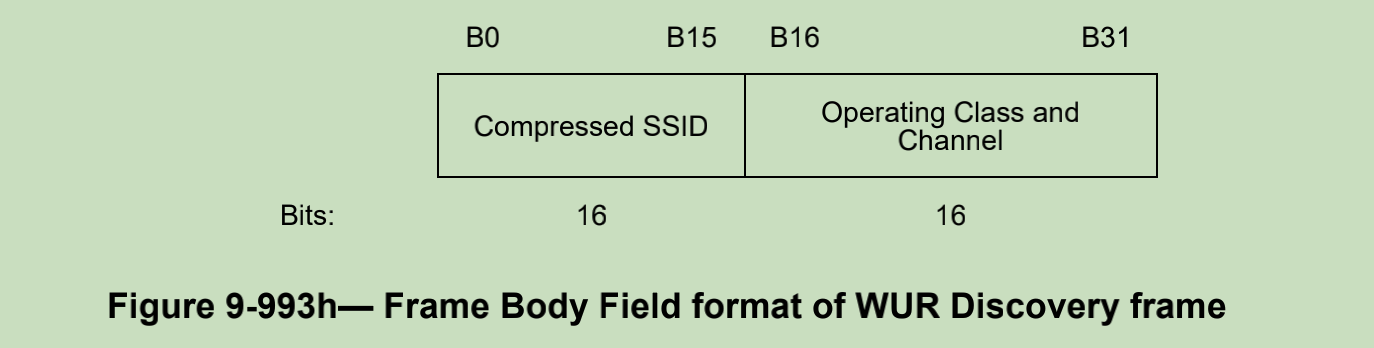 B0 B15 B16 B31
Compressed SSID
Operating Class and
Channel
Bits: 16 16
Figure 9-993h— Frame Body Field format of WUR Discovery frame